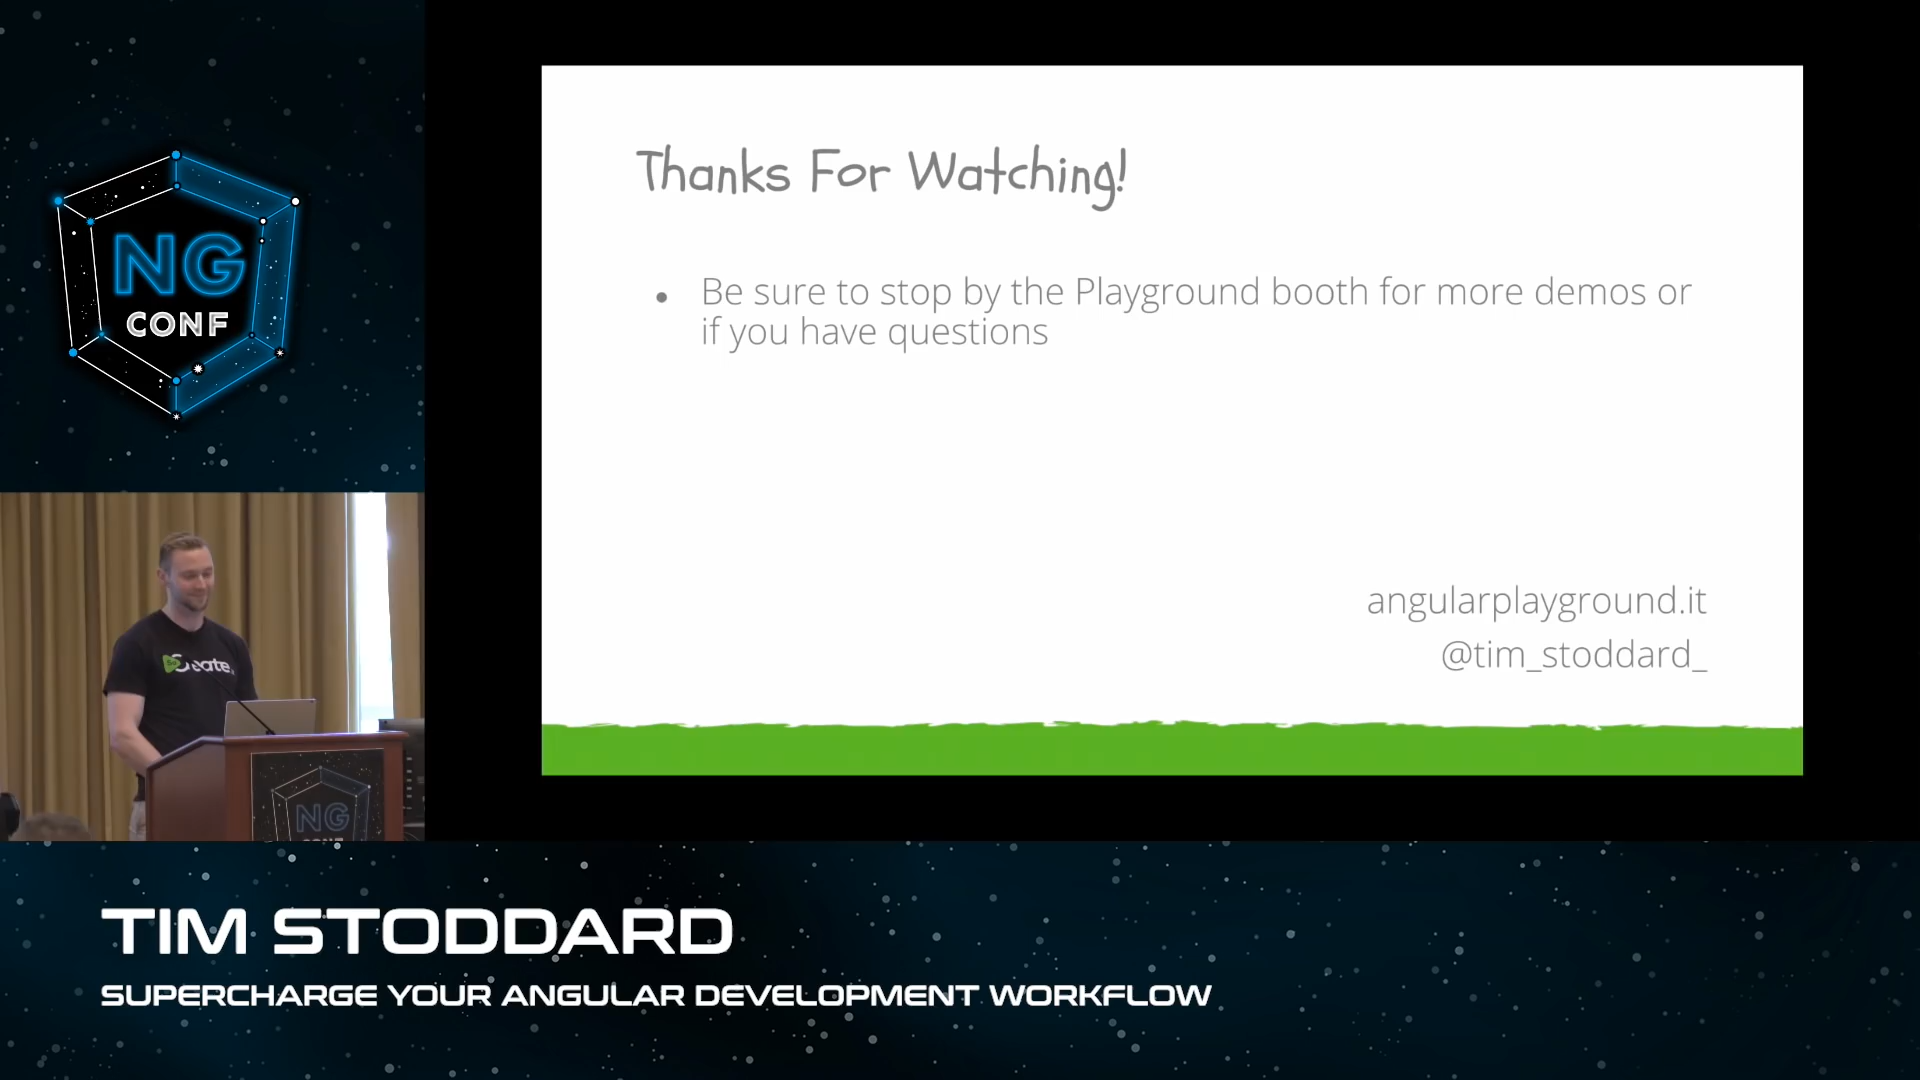 NG
CONF
Thanks For Watching!
• Be sure to stop by the Playground booth for more demos or
if you have questions
angularplayground.it
@tim_stoddard_
NG
TIM STODDARD
SUPERCHARGE YOUR ANGULAR DEVELOPMENT WORKFLOW